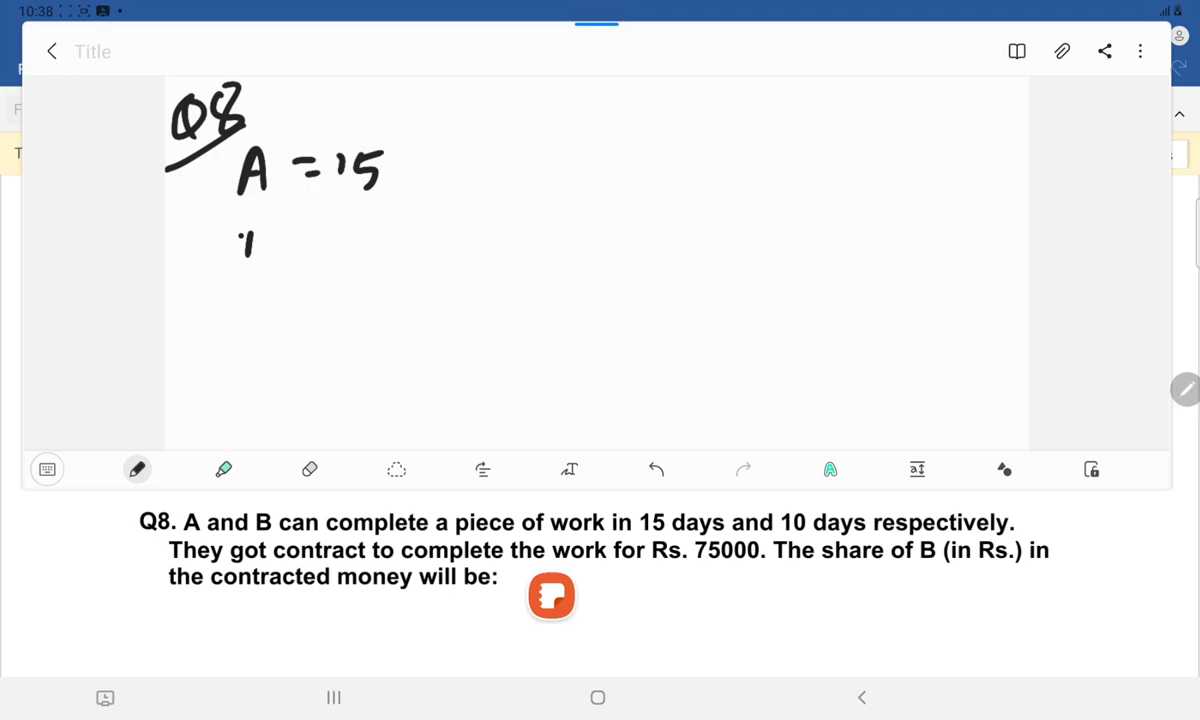 10:38
Title
Q8
A = 15
Q8. A and B can complete a piece of work in 15 days and 10 days respectively.
They got contract to complete the work for Rs. 75000. The share of B (in Rs.) in
the contracted money will be: